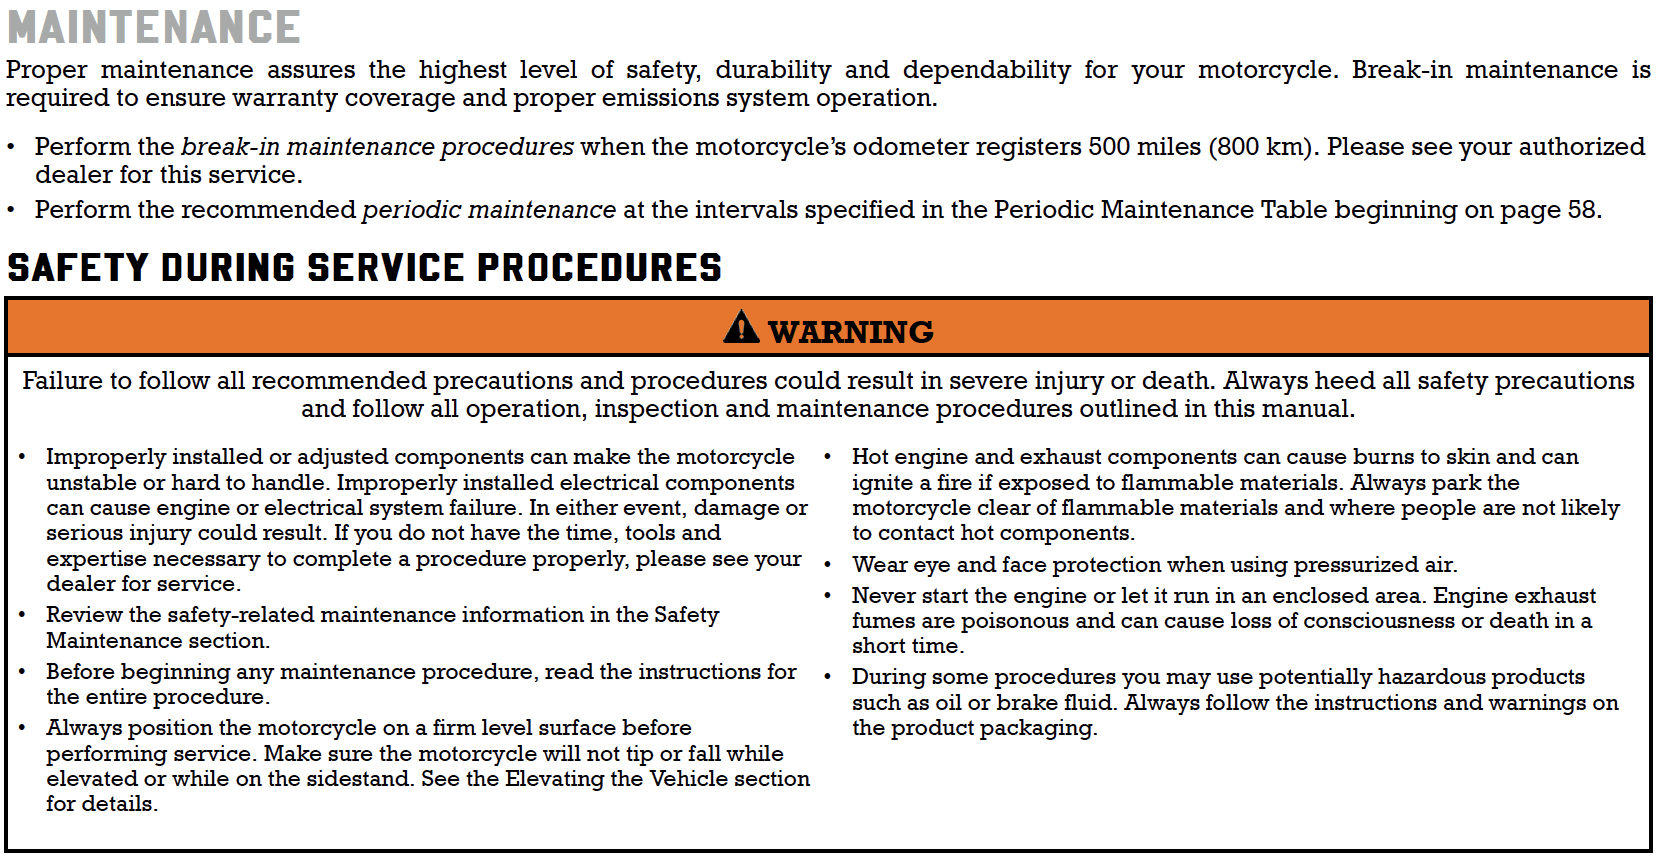 MAINTENANCE
Proper maintenance assures the highest level of safety, durability and dependability for your motorcycle. Break-in maintenance is
required to ensure warranty coverage and proper emissions system operation.
• Perform the break-in maintenance procedures when the motorcycle’s odometer registers 500 miles (800 km). Please see your authorized
dealer for this service.
• Perform the recommended periodic maintenance at the intervals specified in the Periodic Maintenance Table beginning on page 58.
SAFETY DURING SERVICE PROCEDURES
WARNING
Failure to follow all recommended precautions and procedures could result in severe injury or death. Always heed all safety precautions
and follow all operation, inspection and maintenance procedures outlined in this manual.
• Improperly installed or adjusted components can make the motorcycle
unstable or hard to handle. Improperly installed electrical components
can cause engine or electrical system failure. In either event, damage or
serious injury could result. If you do not have the time, tools and
expertise necessary to complete a procedure properly, please see your
dealer for service.
• Review the safety-related maintenance information in the Safety
Maintenance section.
• Before beginning any maintenance procedure, read the instructions for
the entire procedure.
• Always position the motorcycle on a firm level surface before
performing service. Make sure the motorcycle will not tip or fall while
elevated or while on the sidestand. See the Elevating the Vehicle section
for details.
• Hot engine and exhaust components can cause burns to skin and can
ignite a fire if exposed to flammable materials. Always park the
motorcycle clear of flammable materials and where people are not likely
to contact hot components.
• Wear eye and face protection when using pressurized air.
• Never start the engine or let it run in an enclosed area. Engine exhaust
fumes are poisonous and can cause loss of consciousness or death in a
short time.
• During some procedures you may use potentially hazardous products
such as oil or brake fluid. Always follow the instructions and warnings on
the product packaging.